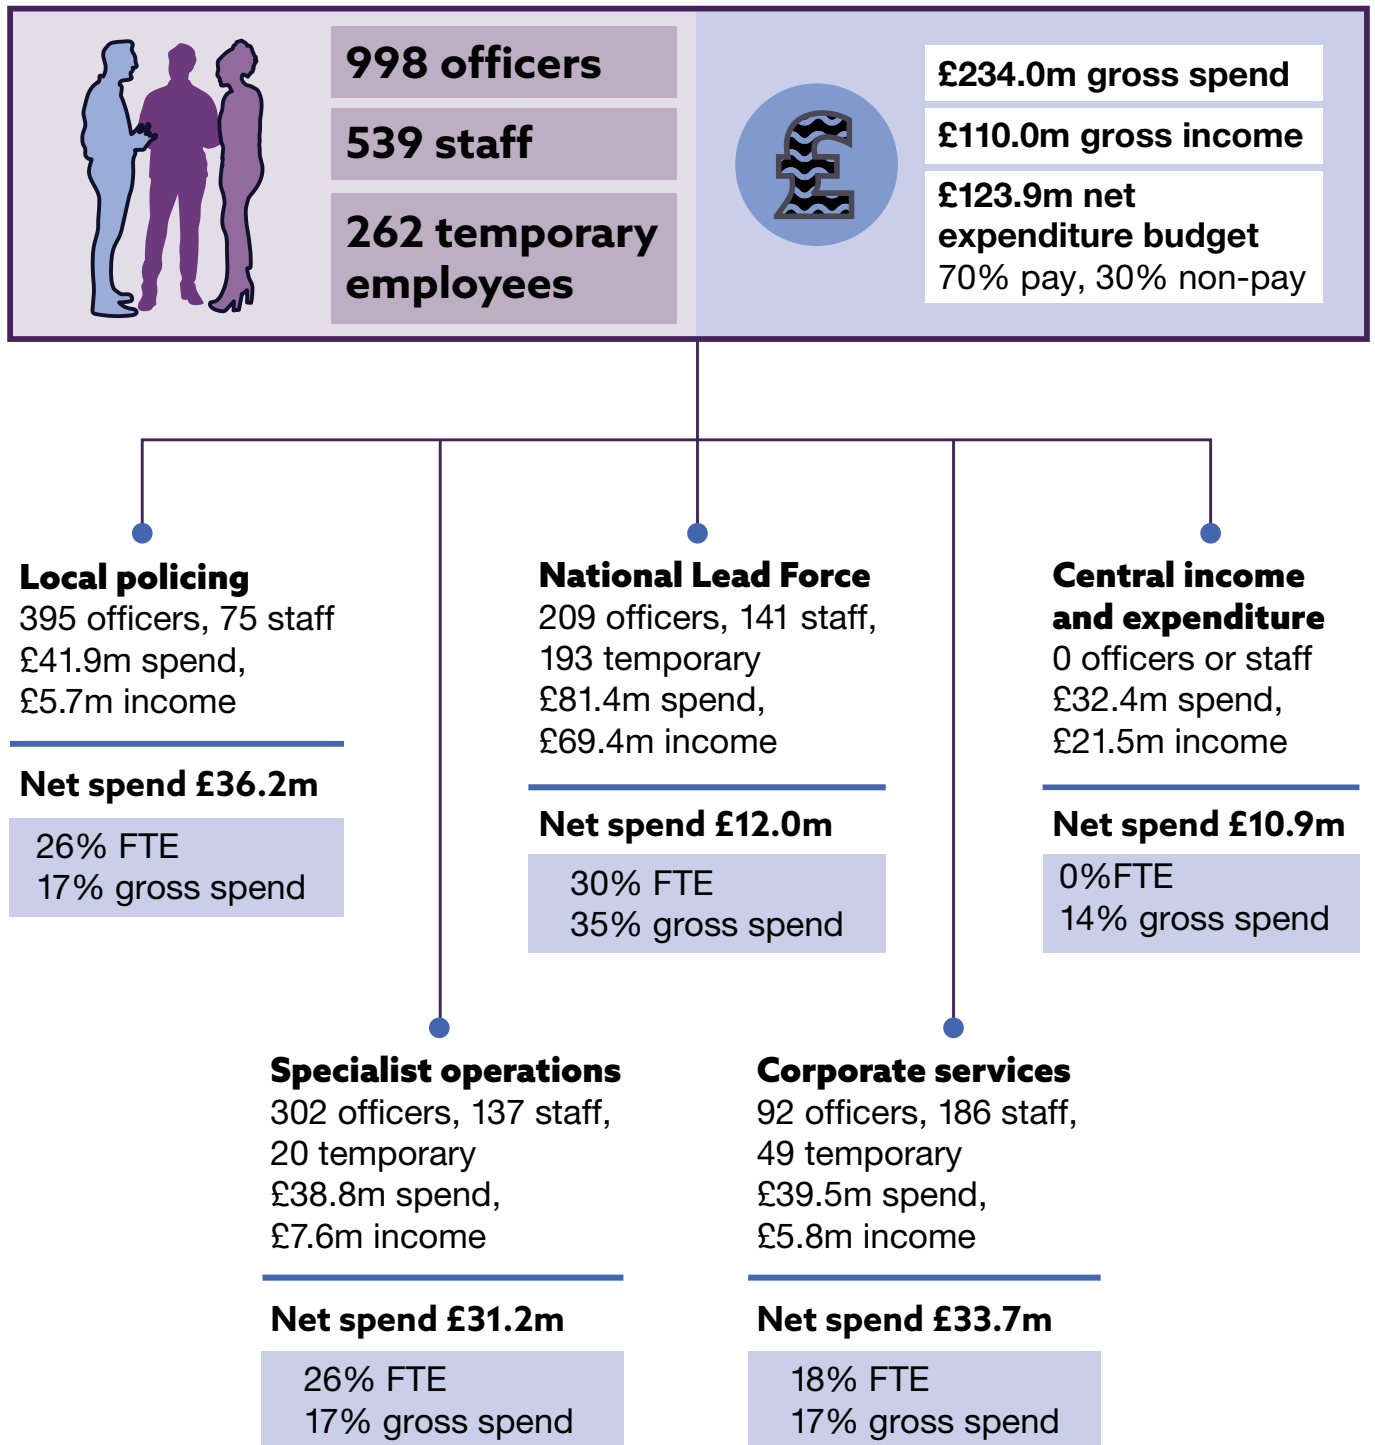 998 officers
539 staff
262 temporary
employees
£234.0m gross spend
£110.0m gross income
£123.9m net
expenditure budget
70% pay, 30% non-pay
Local policing
395 officers, 75 staff
£41.9m spend,
£5.7m income
Net spend £36.2m
26% FTE
17% gross spend
National Lead Force
209 officers, 141 staff,
193 temporary
£81.4m spend,
£69.4m income
Net spend £12.0m
30% FTE
35% gross spend
Central income
and expenditure
0 officers or staff
£32.4m spend,
£21.5m income
Net spend £10.9m
0%FTE
14% gross spend
Specialist operations
302 officers, 137 staff,
20 temporary
£38.8m spend,
£7.6m income
Net spend £31.2m
26% FTE
17% gross spend
Corporate services
92 officers, 186 staff,
49 temporary
£39.5m spend,
£5.8m income
Net spend £33.7m
18% FTE
17% gross spend